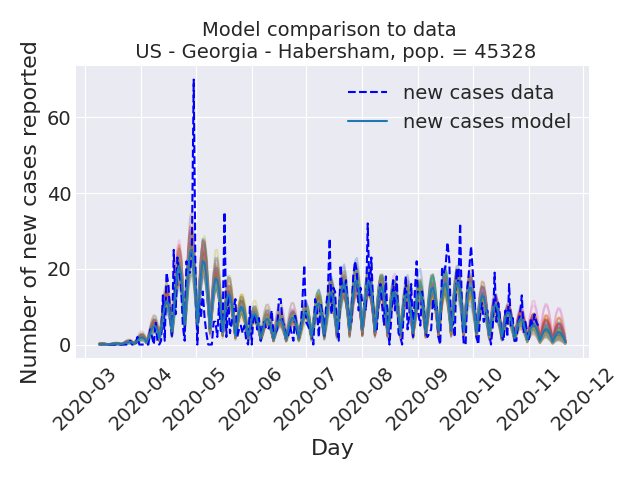 Model comparison to data
US - Georgia - Habersham, pop. = 45328
Number of new cases reported
60
40
20
0
new cases data
new cases model
2020-03
2020-04
2020-05
2020-06
2020-07
2020-08
2020-09
2020-10
2020-11
2020-12
Day